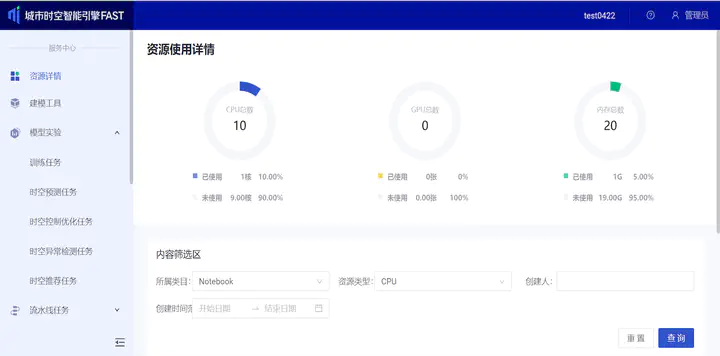 城市时空智能引擎FAST
test0422
管理员
服务中心
资源详情
建模工具
模型实验
训练任务
时空预测任务
时空控制优化任务
时空异常检测任务
时空推荐任务
流水线任务
资源使用详情
CPU总数
10
已使用 1核 10.00%
未使用 9.00核 90.00%
GPU总数
0
已使用 0张 0%
未使用 0.00张 100%
内存总数
20
已使用 1G 5.00%
未使用 19.00G 95.00%
内容筛选区
所属类目: Notebook 资源类型: CPU 创建人:
创建时间 开始日期 → 结束日期
重置 查询